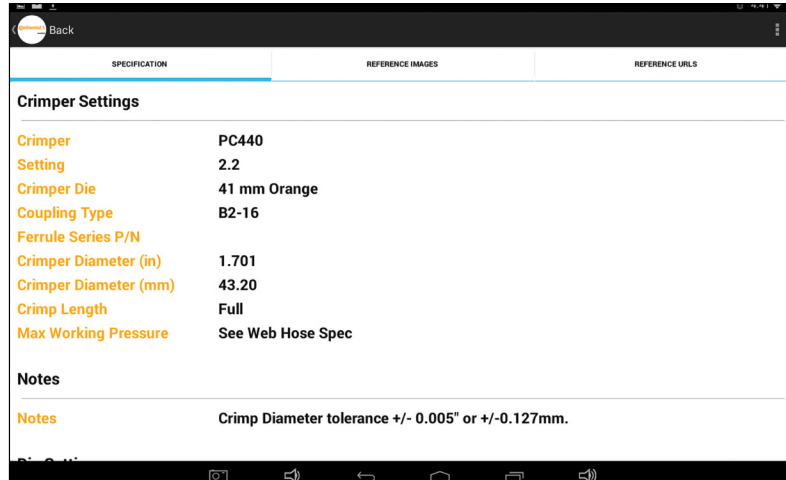 4:41
Back
SPECIFICATION
REFERENCE IMAGES
REFERENCE URLS
Crimper Settings
Crimper PC440
Setting 2.2
Crimper Die 41 mm Orange
Coupling Type B2-16
Ferrule Series P/N
Crimper Diameter (in) 1.701
Crimper Diameter (mm) 43.20
Crimp Length Full
Max Working Pressure See Web Hose Spec
Notes
Notes Crimp Diameter tolerance +/- 0.005" or +/-0.127mm.